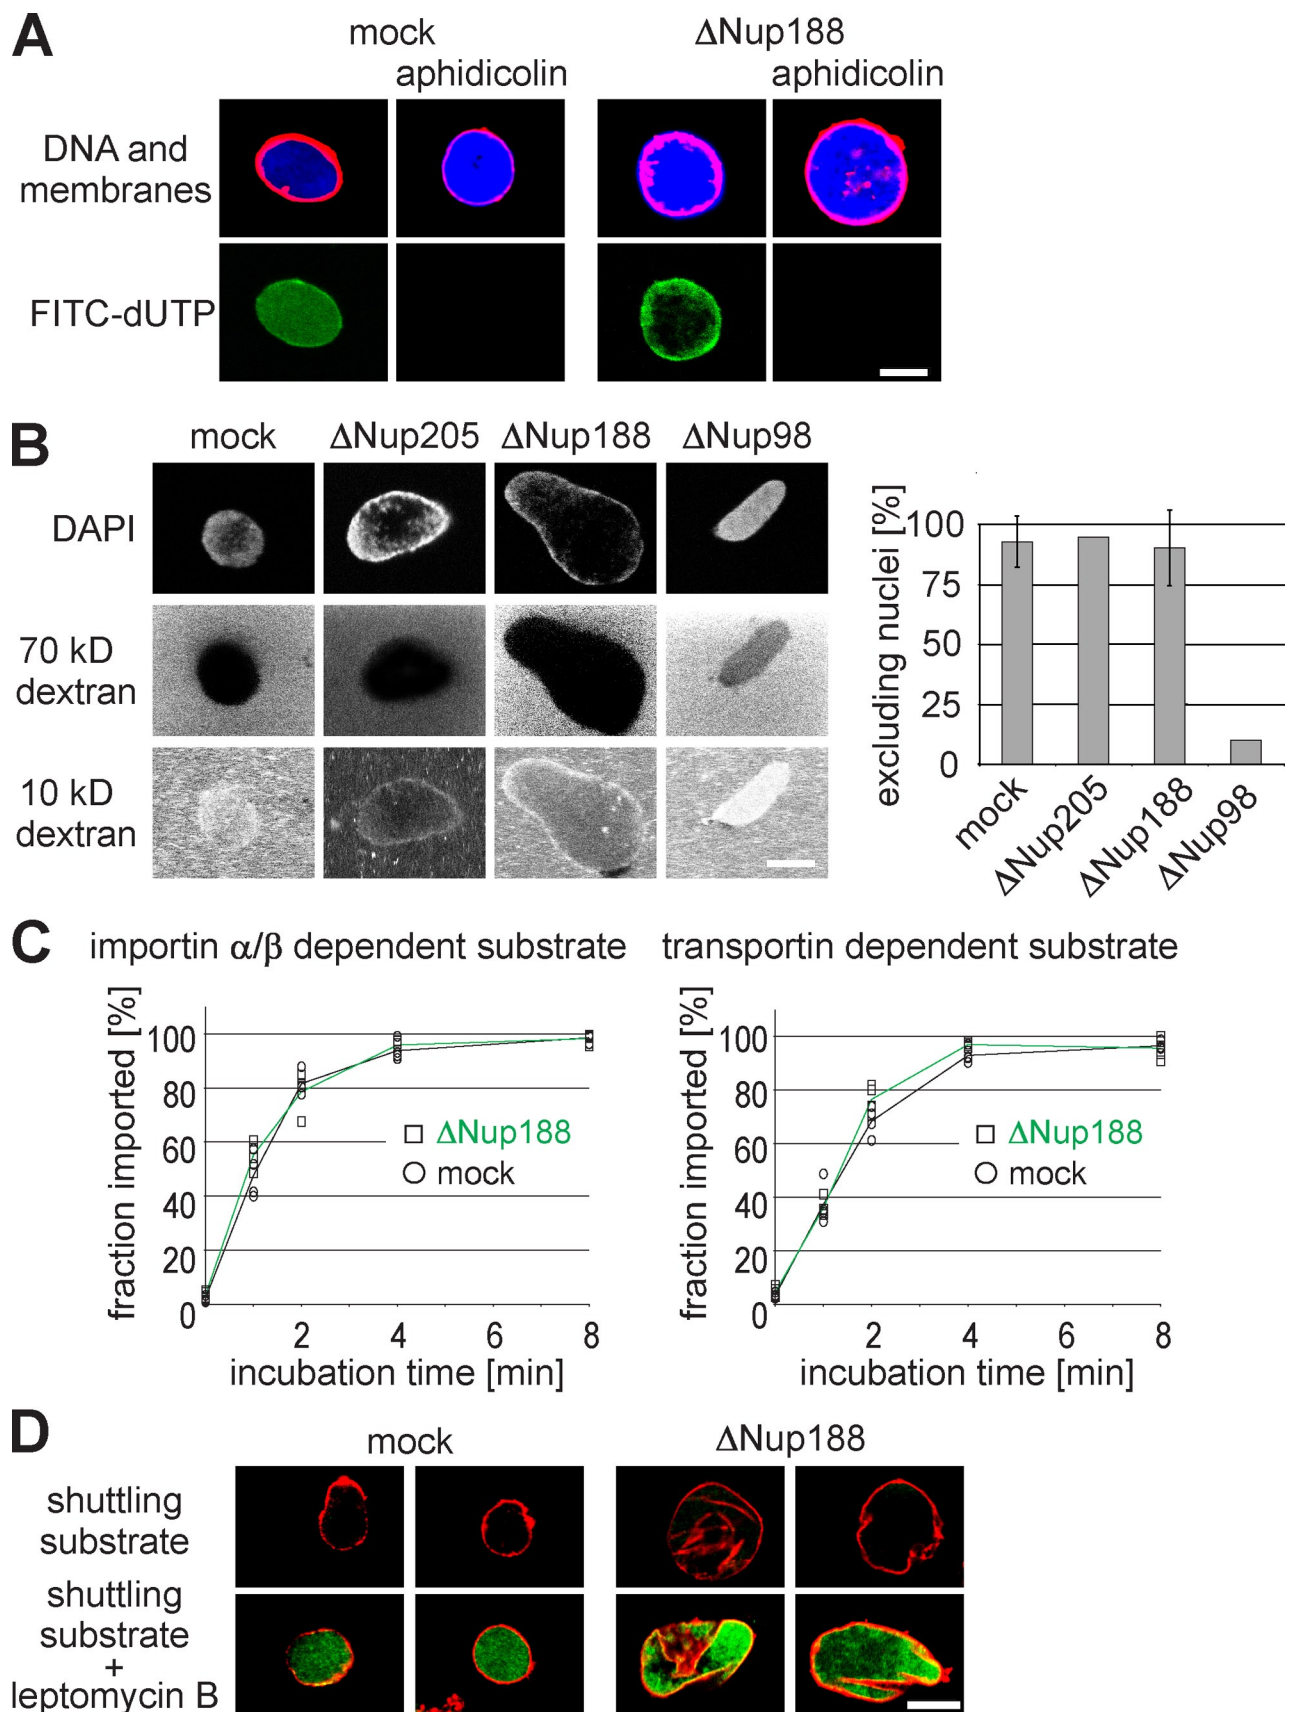 A
mock
ΔNup188
aphidicolin
aphidicolin
DNA and
membranes
FITC-dUTP
B
mock
ΔNup205
ΔNup188
ΔNup98
DAPI
70 kD
dextran
10 kD
dextran
excluding nuclei [%]
100
75
50
25
0
mock
ΔNup205
ΔNup188
ΔNup98
C
importin α/β dependent substrate
transportin dependent substrate
fraction imported [%]
100
80
60
40
20
0
ΔNup188
mock
2 4 6 8
incubation time [min]
fraction imported [%]
100
80
60
40
20
0
ΔNup188
mock
2 4 6 8
incubation time [min]
D
mock
ΔNup188
shuttling
substrate
shuttling
substrate
+
leptomycin B